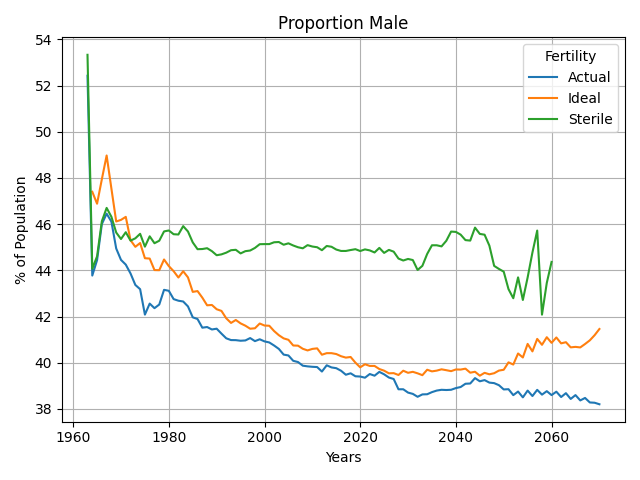 Proportion Male
% of Population
54
52
50
48
46
44
42
40
38
Fertility
Actual
Ideal
Sterile
1960
1980
2000
2020
2040
2060
Years